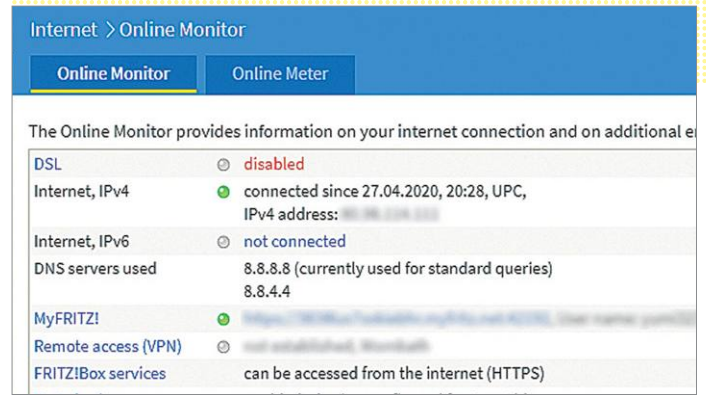 Internet > Online Monitor
Online Monitor Online Meter
The Online Monitor provides information on your internet connection and on additional
DSL disabled
Internet, IPv4 connected since 27.04.2020, 20:28, UPC,
IPv4 address:
Internet, IPv6 not connected
DNS servers used 8.8.8.8 (currently used for standard queries)
8.8.4.4
MyFRITZ!
Remote access (VPN)
FRITZ!Box services can be accessed from the internet (HTTPS)